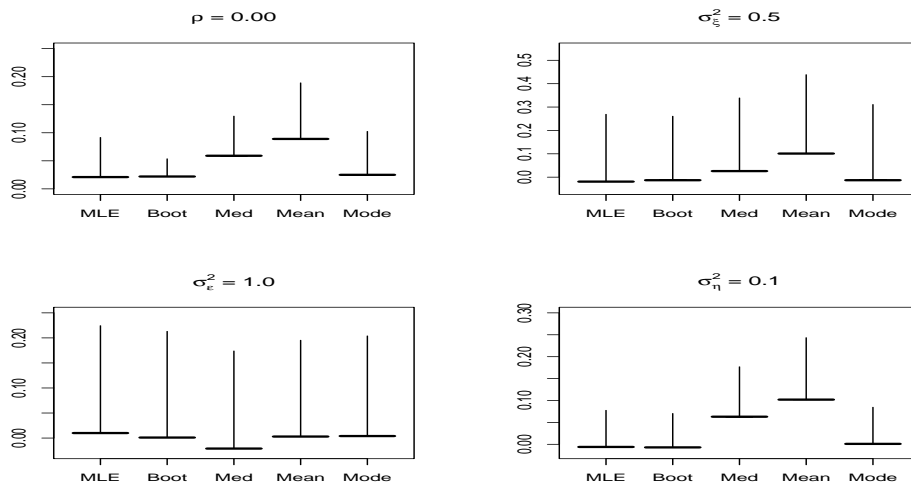 ρ = 0.00
0.20
0.10
0.00
MLE Boot Med Mean Mode
σ²_ξ = 0.5
0.5
0.4
0.3
0.2
0.1
0.0
MLE Boot Med Mean Mode
σ²_ε = 1.0
0.20
0.10
0.00
MLE Boot Med Mean Mode
σ²_η = 0.1
0.30
0.20
0.10
0.00
MLE Boot Med Mean Mode